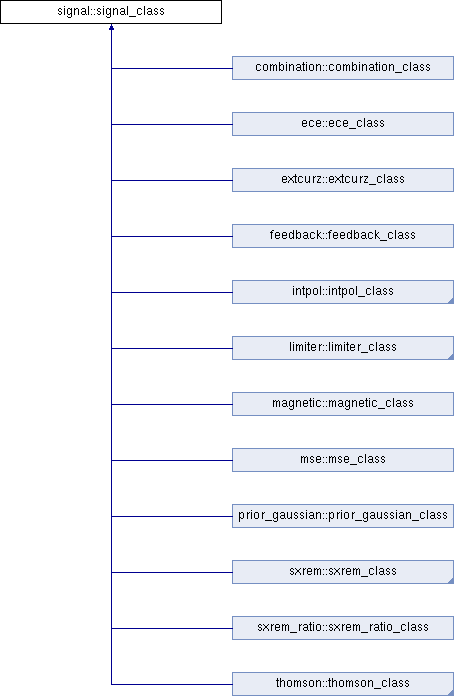 signal::signal_class
combination::combination_class
ece::ece_class
extcurz::extcurz_class
feedback::feedback_class
intpol::intpol_class
limiter::limiter_class
magnetic::magnetic_class
mse::mse_class
prior_gaussian::prior_gaussian_class
sxrem::sxrem_class
sxrem_ratio::sxrem_ratio_class
thomson::thomson_class